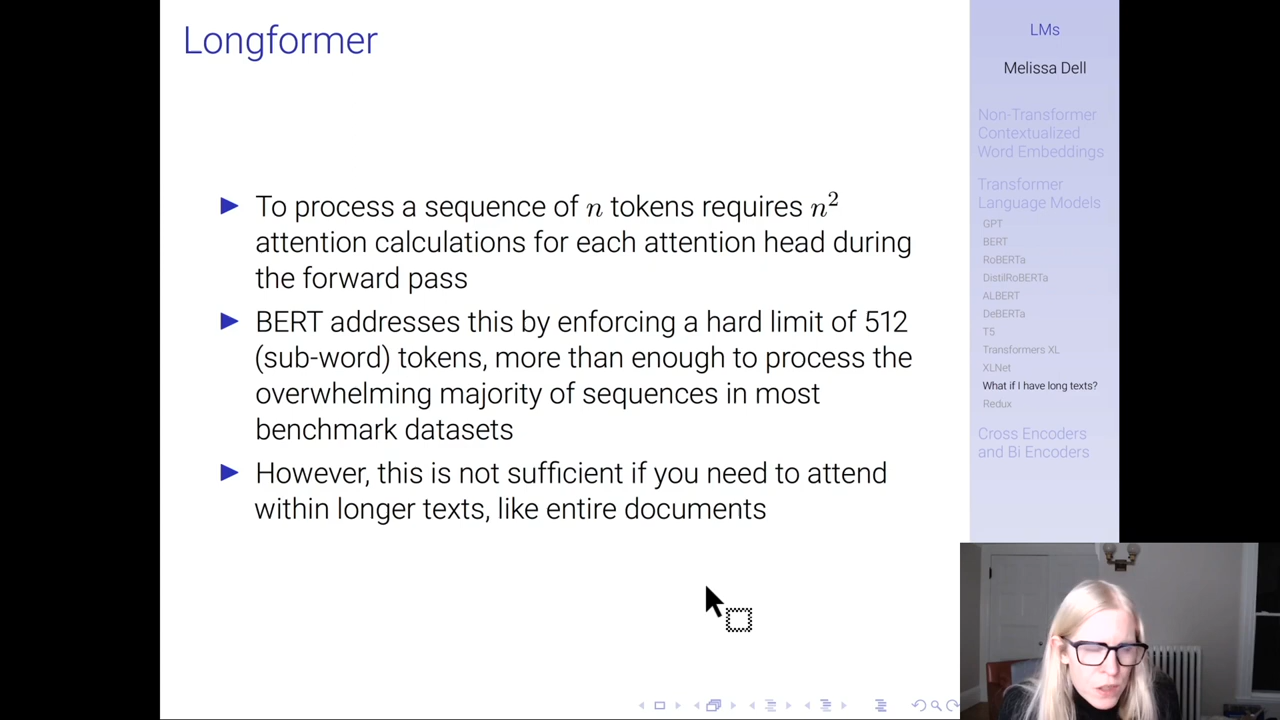 Longformer
▶ To process a sequence of n tokens requires n²
attention calculations for each attention head during
the forward pass
▶ BERT addresses this by enforcing a hard limit of 512
(sub-word) tokens, more than enough to process the
overwhelming majority of sequences in most
benchmark datasets
▶ However, this is not sufficient if you need to attend
within longer texts, like entire documents
LMs
Melissa Dell
Non-Transformer
Contextualized
Word Embeddings
Transformer
Language Models
GPT
BERT
RoBERTa
DistilRoBERTa
ALBERT
DeBERTa
T5
Transformers XL
XLNet
What if I have long texts?
Redux
Cross Encoders
and Bi Encoders